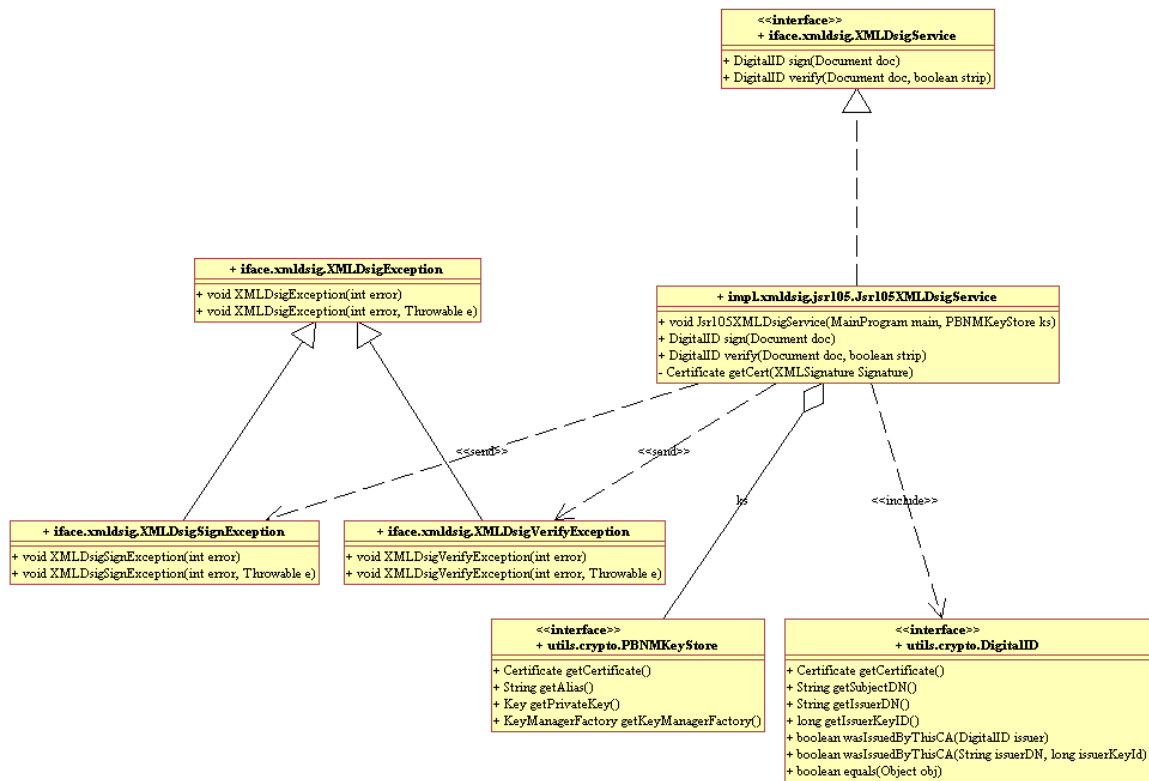 <<interface>>
+ iface.xmldsig.XMLDsigService
+ DigitalID sign(Document doc)
+ DigitalID verify(Document doc, boolean strip)
+ iface.xmldsig.XMLDsigException
+ void XMLDsigException(int error)
+ void XMLDsigException(int error, Throwable e)
+ impl.xmldsig.jsr105.Jsr105XMLDsigService
+ void Jsr105XMLDsigService(MainProgram main, PBNMKeyStore ks)
+ DigitalID sign(Document doc)
+ DigitalID verify(Document doc, boolean strip)
- Certificate getCert(XMLSignature Signature)
<<send>>
<<send>>
ks
<<include>>
+ iface.xmldsig.XMLDsigSignException
+ void XMLDsigSignException(int error)
+ void XMLDsigSignException(int error, Throwable e)
+ iface.xmldsig.XMLDsigVerifyException
+ void XMLDsigVerifyException(int error)
+ void XMLDsigVerifyException(int error, Throwable e)
<<interface>>
+ utils.crypto.PBNMKeyStore
+ Certificate getCertificate()
+ String getAlias()
+ Key getPrivateKey()
+ KeyManagerFactory getKeyManagerFactory()
<<interface>>
+ utils.crypto.DigitalID
+ Certificate getCertificate()
+ String getSubjectDN()
+ String getIssuerDN()
+ long getIssuerKeyID()
+ boolean wasIssuedByThisCA(DigitalID issuer)
+ boolean wasIssuedByThisCA(String issuerDN, long issuerKeyId)
+ boolean equals(Object obj)